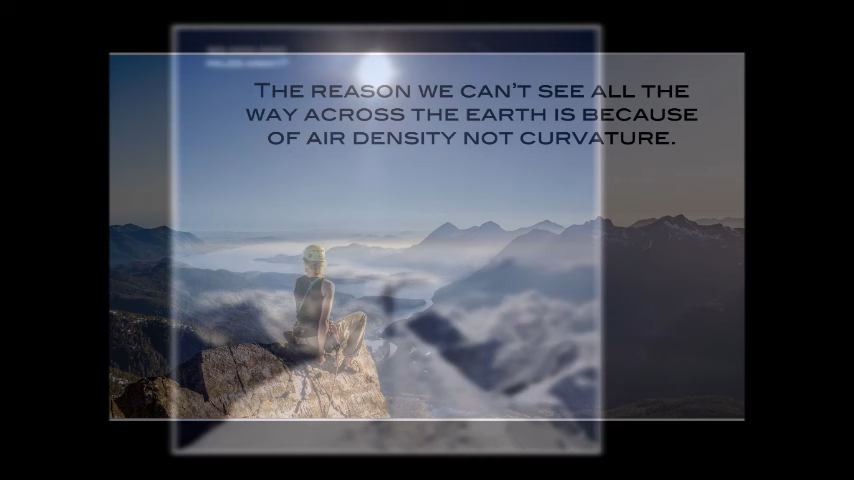 THE REASON WE CAN'T SEE ALL THE
WAY ACROSS THE EARTH IS BECAUSE
OF AIR DENSITY NOT CURVATURE.